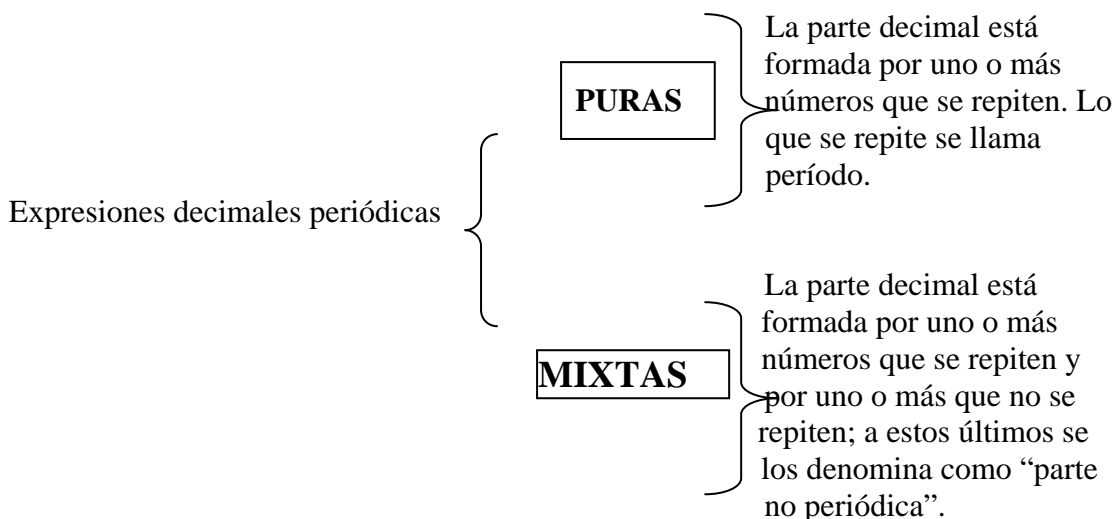 Expresiones decimales periódicas
PURAS
La parte decimal está
formada por uno o más
números que se repiten. Lo
que se repite se llama
período.
MIXTAS
La parte decimal está
formada por uno o más
números que se repiten y
por uno o más que no se
repiten; a estos últimos se
los denomina como “parte
no periódica”.